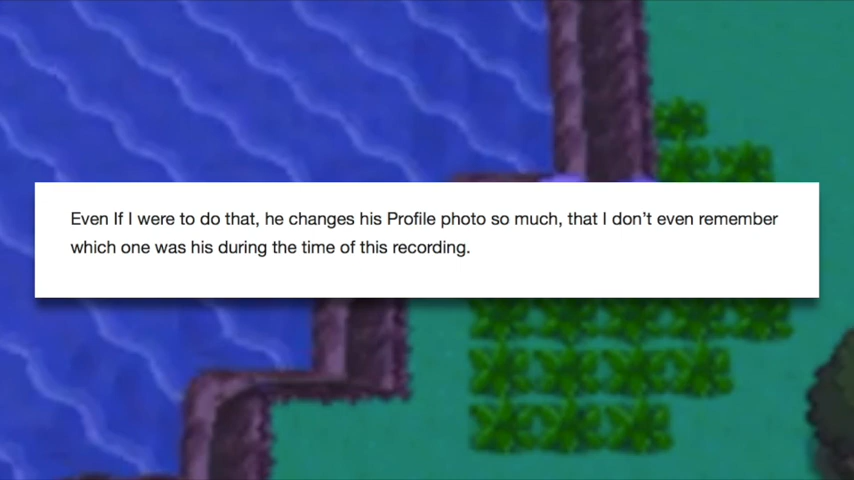 Even If I were to do that, he changes his Profile photo so much, that I don’t even remember
which one was his during the time of this recording.